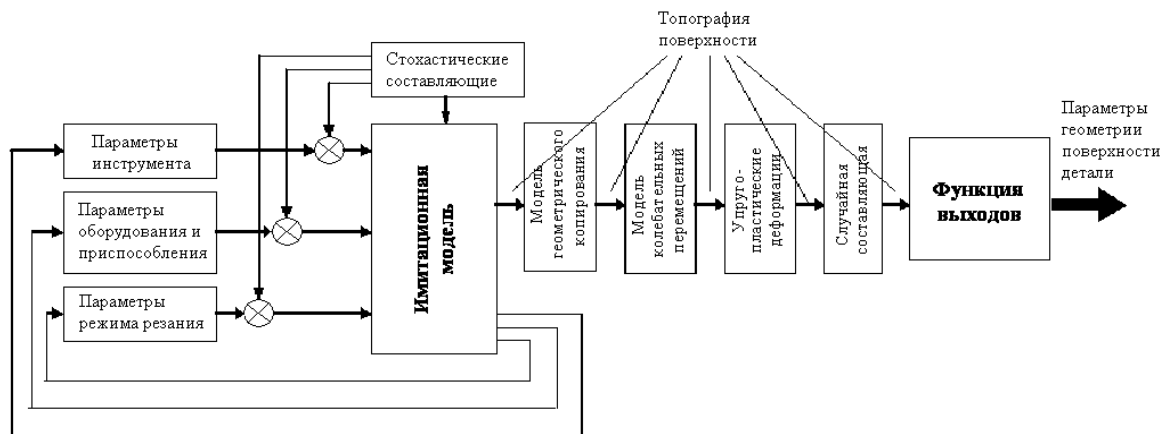 Топография
поверхности
Стохастические
составляющие
Параметры
инструмента
Параметры
оборудования и
приспособления
Параметры
режима резания
Имитационная
модель
Модель
геометрического
копирования
Модель
колебательных
перемещений
Упруго-
пластические
деформации
Случайная
составляющая
Функция
выходов
Параметры
геометрии
поверхности
детали